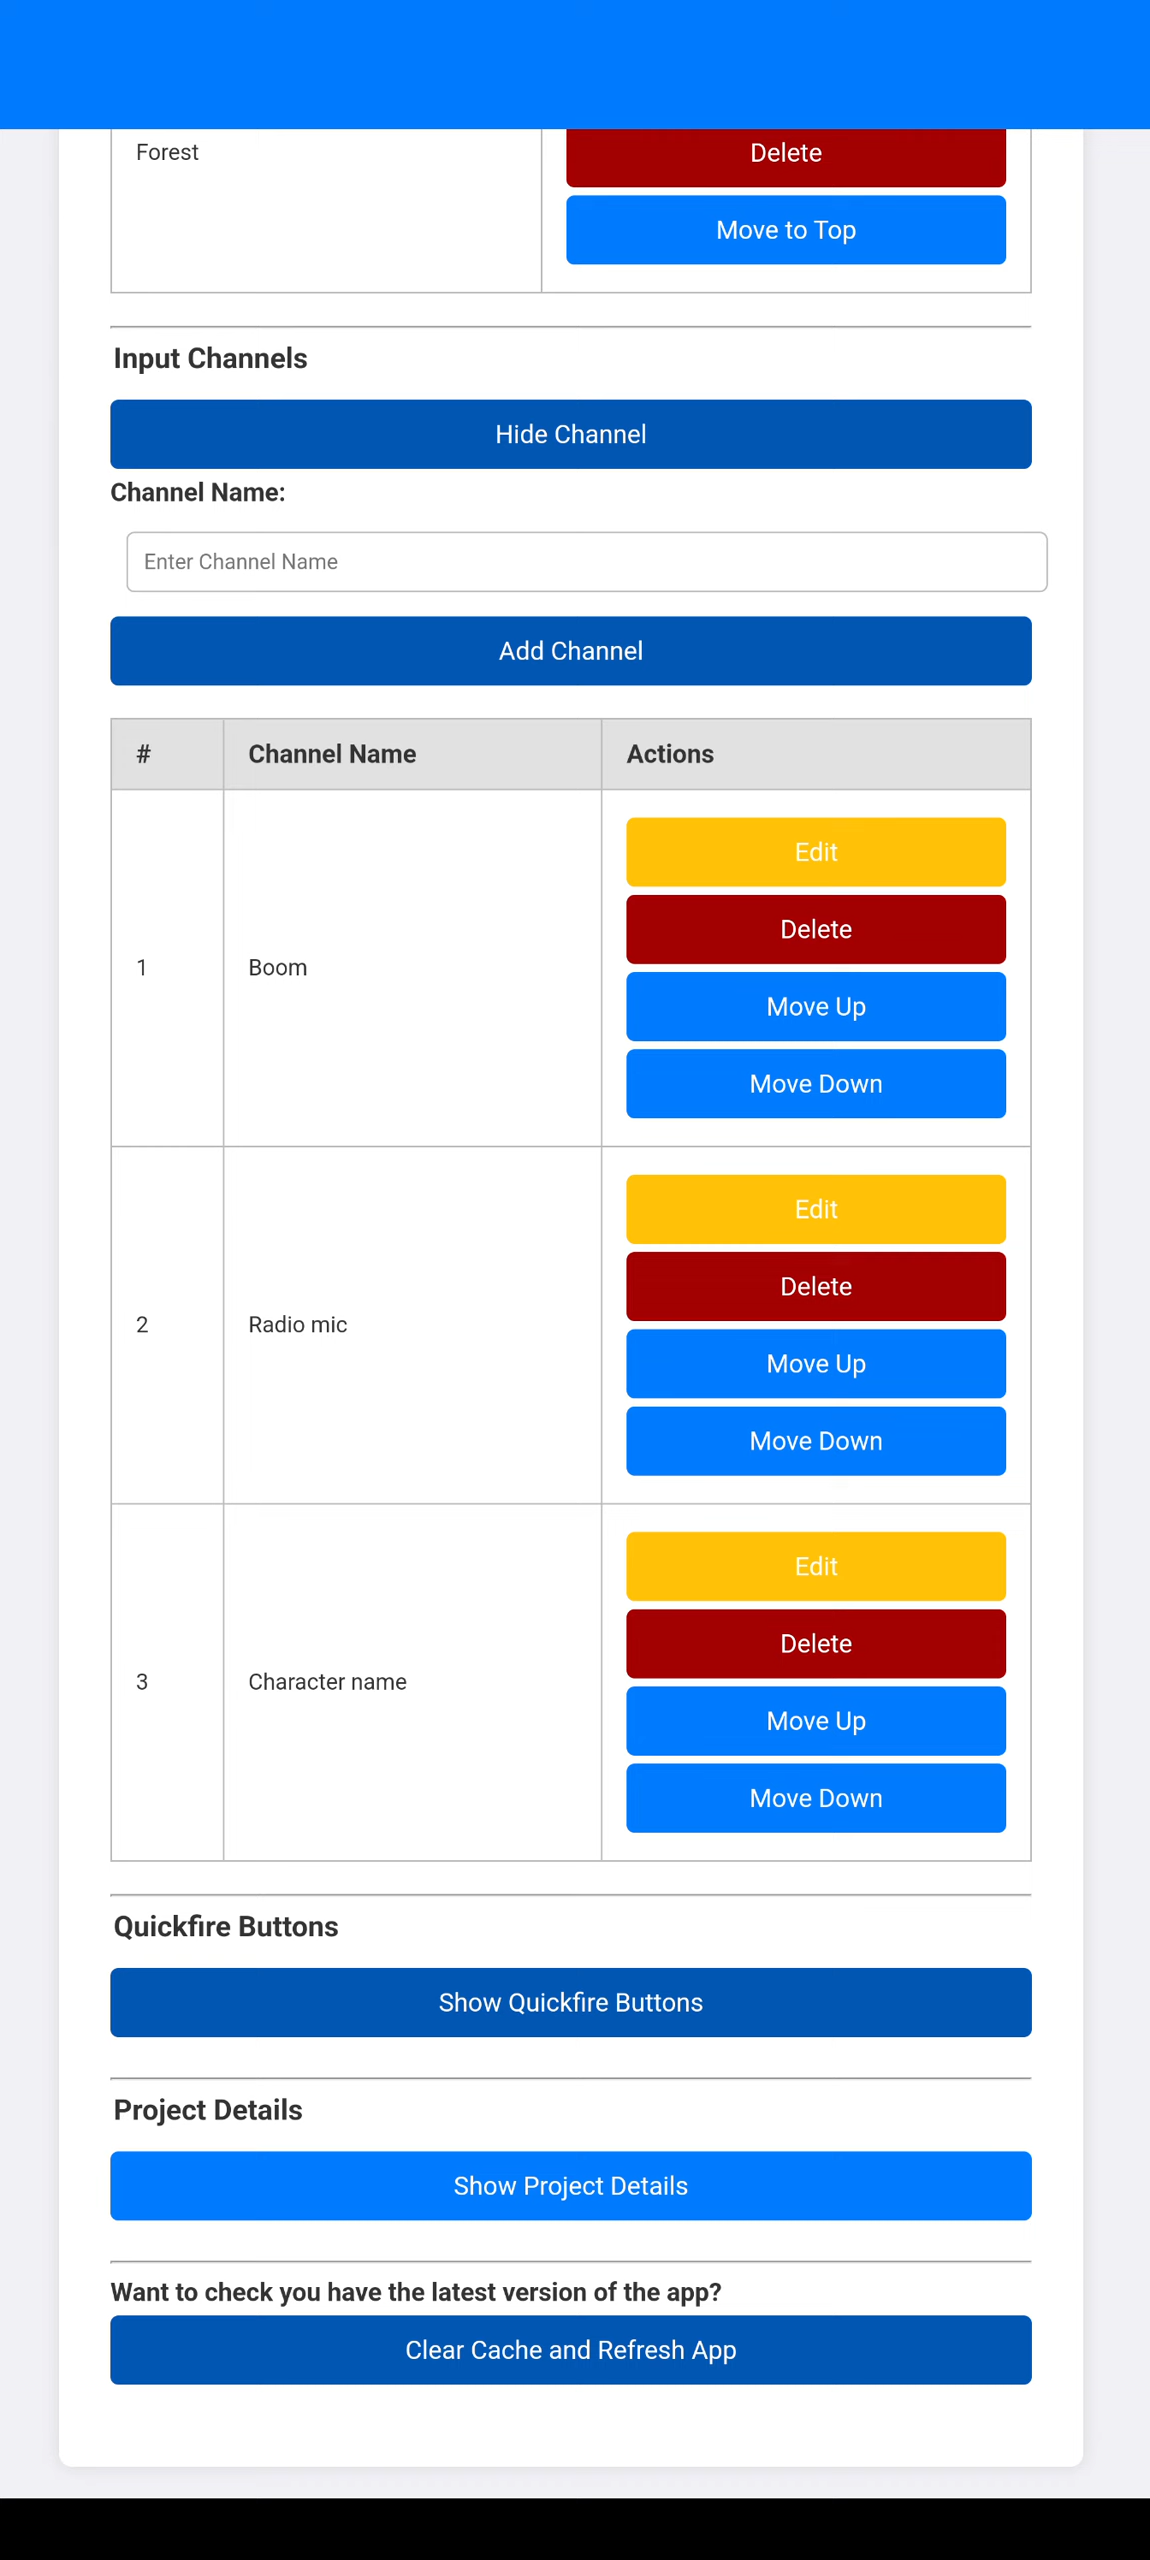 Forest
Delete
Move to Top
Input Channels
Hide Channel
Channel Name:
Enter Channel Name
Add Channel
# Channel Name Actions
Edit
Delete
1 Boom
Move Up
Move Down
Edit
Delete
2 Radio mic
Move Up
Move Down
Edit
Delete
3 Character name
Move Up
Move Down
Quickfire Buttons
Show Quickfire Buttons
Project Details
Show Project Details
Want to check you have the latest version of the app?
Clear Cache and Refresh App